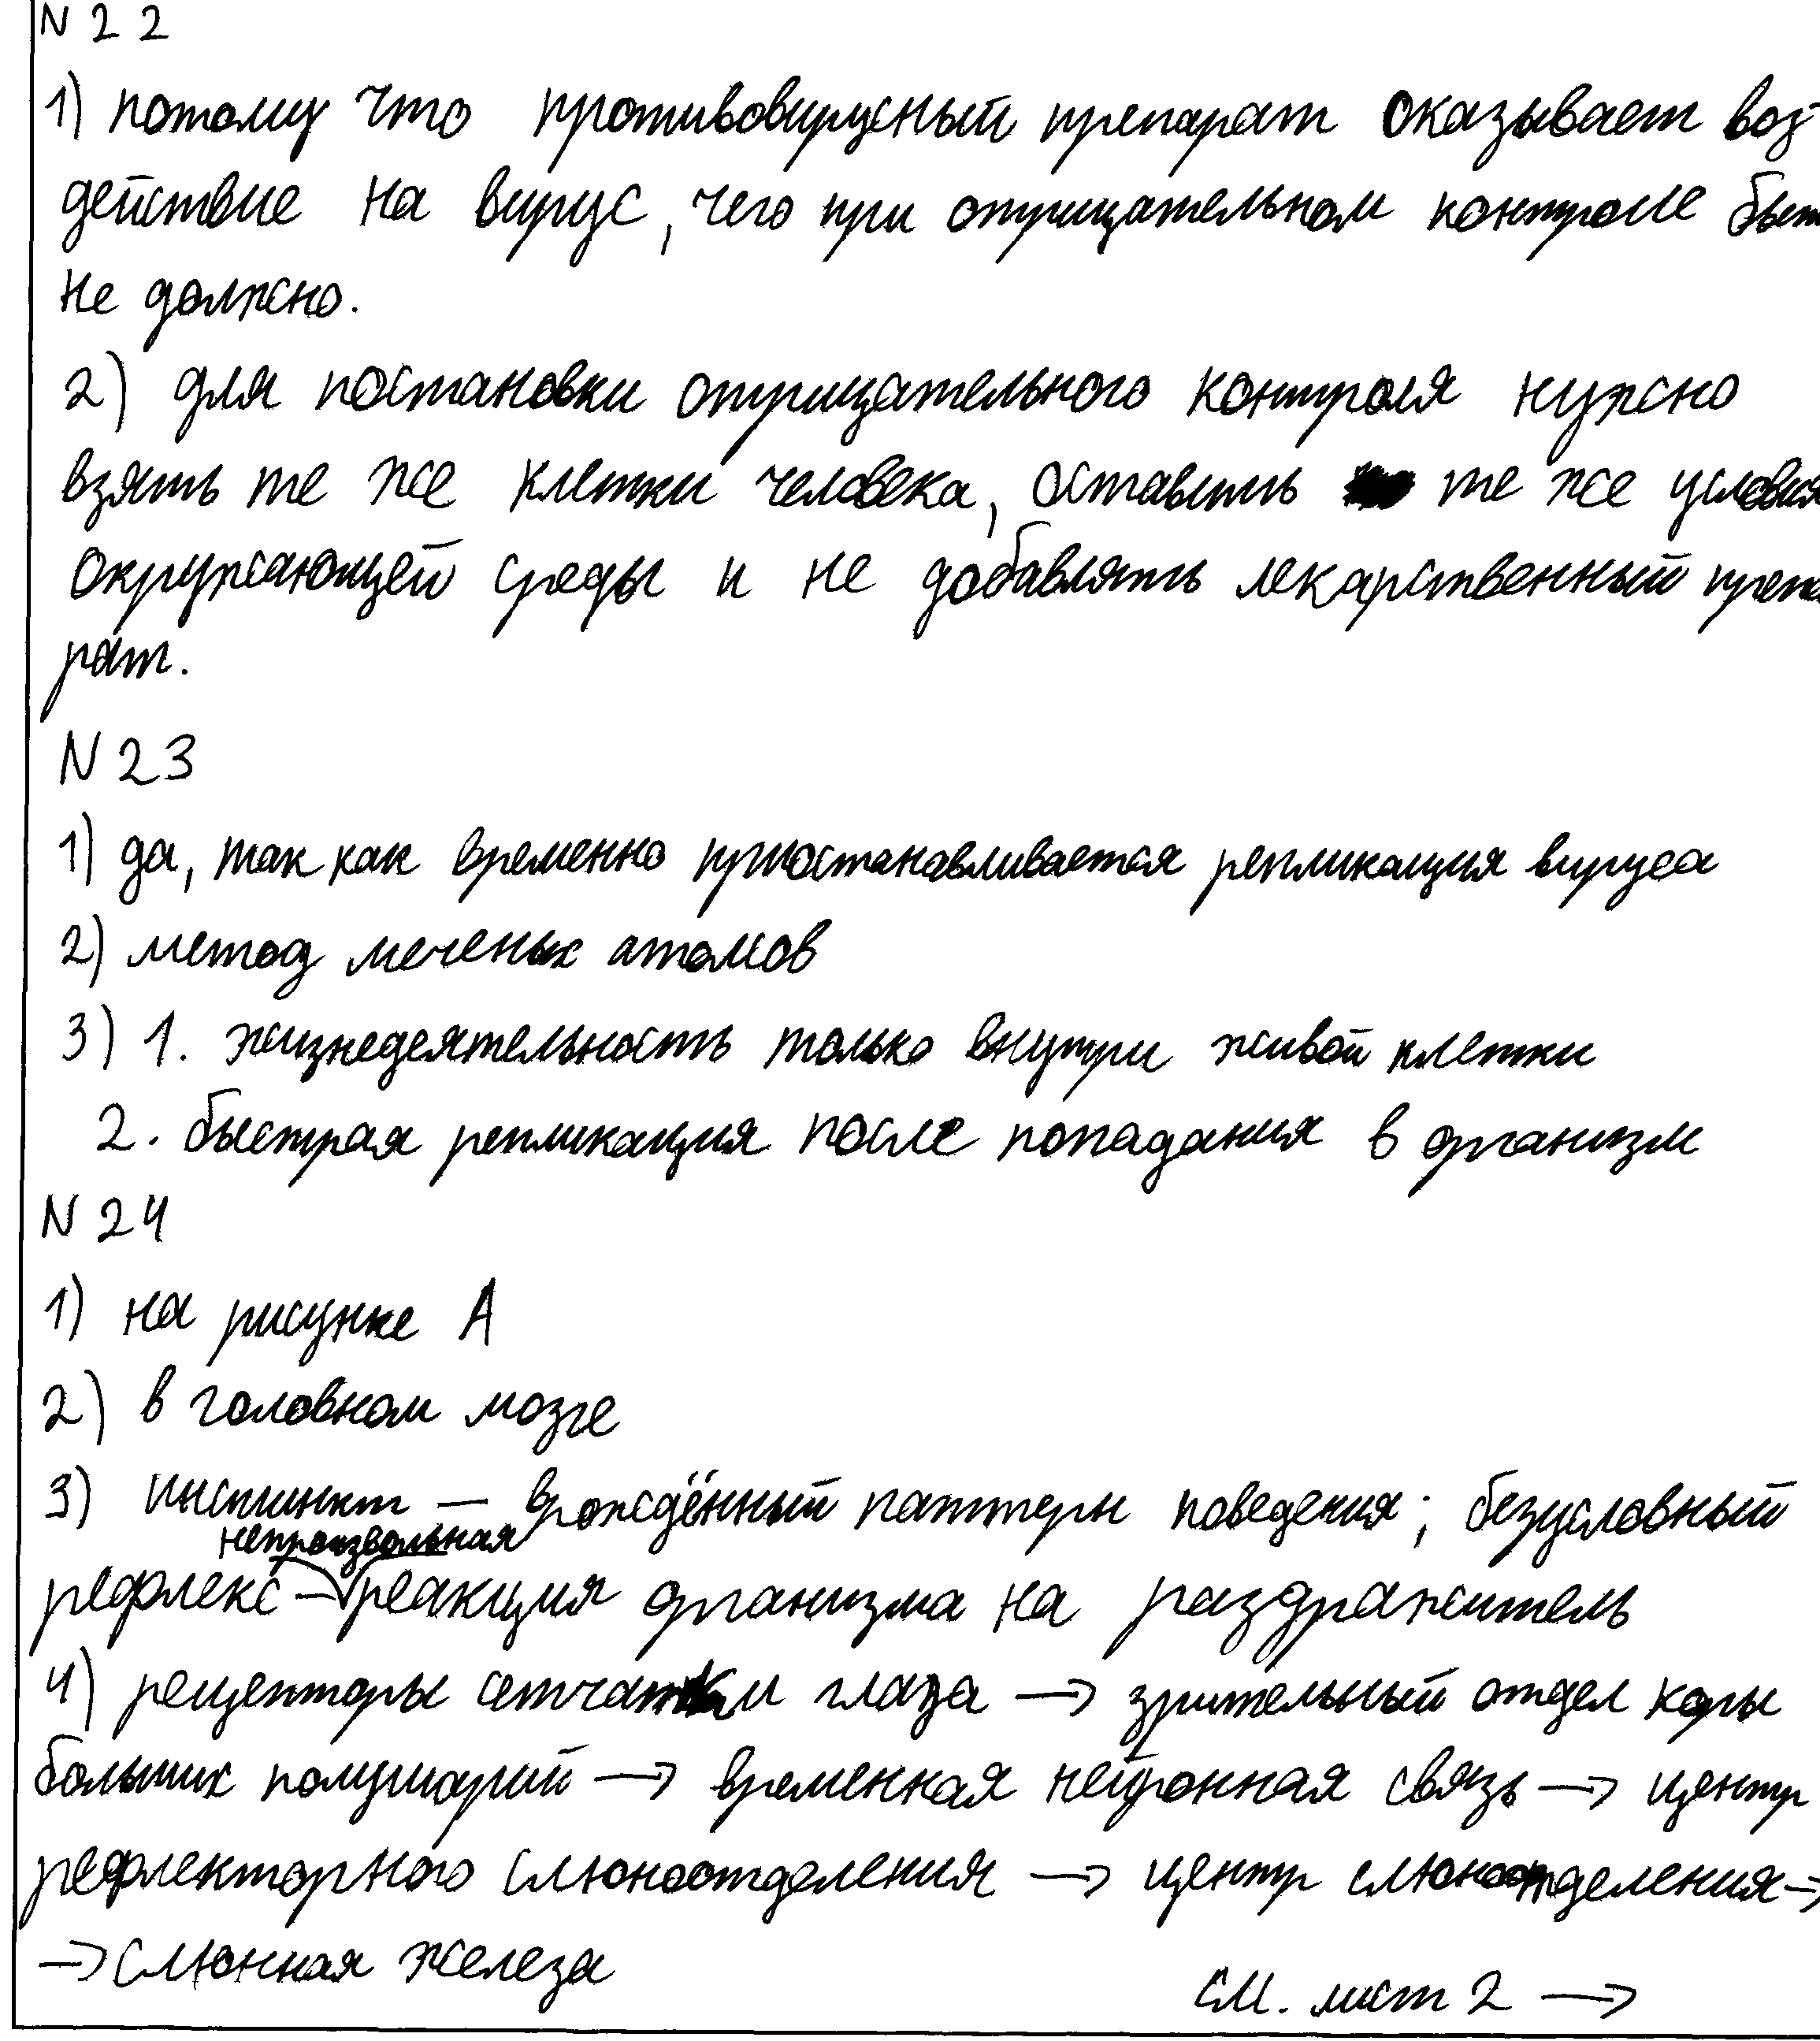 N 22
1) потому что противовирусный препарат оказывает воз-
действие на вирус, чего при отрицательном контроле быть
не должно.
2) для постановки отрицательного контроля нужно
взять те же клетки человека, оставить те же условия
окружающей среды и не добавлять лекарственный препа
рат.
N 23
1) да, так как временно приостанавливается репликация вируса
2) метод меченых атомов
3) 1. жизнедеятельность только внутри живой клетки
2. быстрая репликация после попадания в организм
N 24
1) на рисунке А
2) в головном мозге
3) инстинкт — врождённый паттерн поведения; безусловный
непроизвольная
рефлекс — реакция организма на раздражитель
4) рецепторы сетчатки глаза → зрительный отдел коры
больших полушарий → временная нейронная связь → центр
рефлекторного слюноотделения → центр слюноотделения →
→ слюнная железа
см. лист 2 →